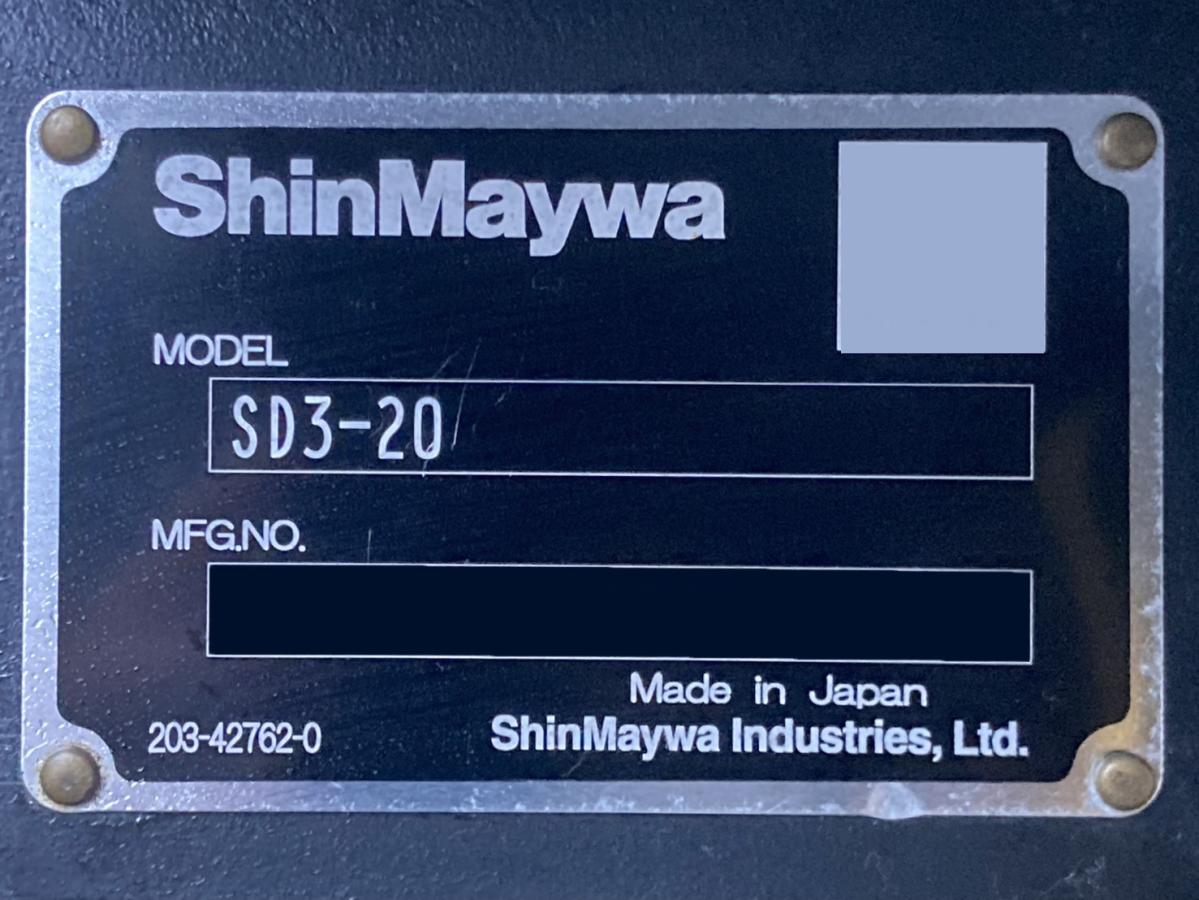 ShinMaywa
MODEL
SD3-20
MFG.NO.
Made in Japan
203-42762-0 ShinMaywa Industries, Ltd.